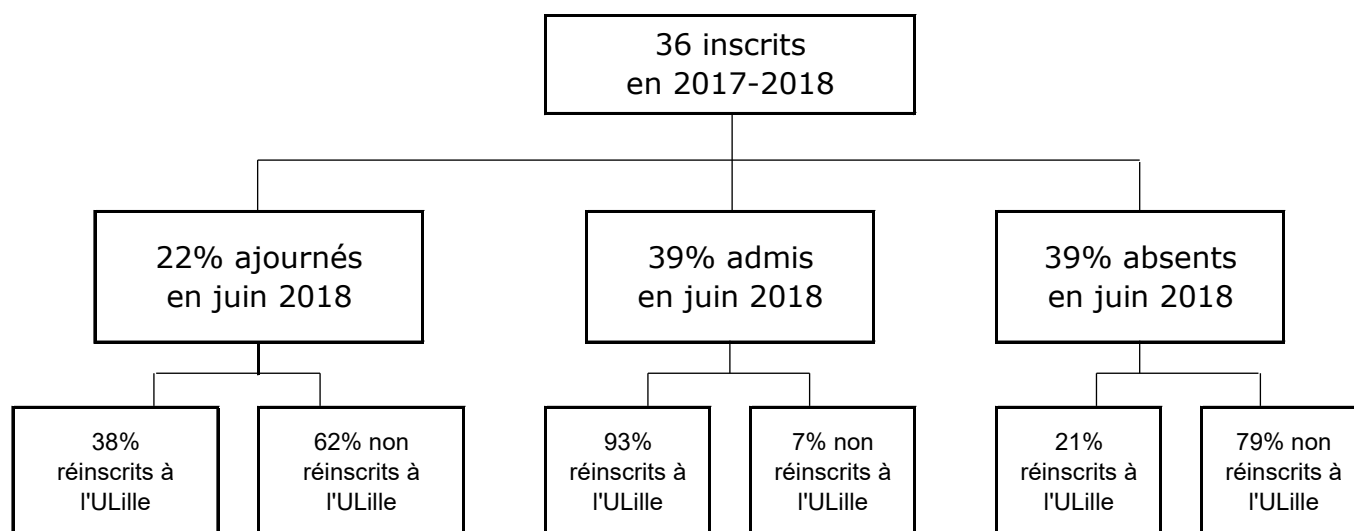 36 inscrits
en 2017-2018
22% ajournés
en juin 2018
39% admis
en juin 2018
39% absents
en juin 2018
38%
réinscrits à
l'ULille
62% non
réinscrits à
l'ULille
93%
réinscrits à
l'ULille
7% non
réinscrits à
l'ULille
21%
réinscrits à
l'ULille
79% non
réinscrits à
l'ULille